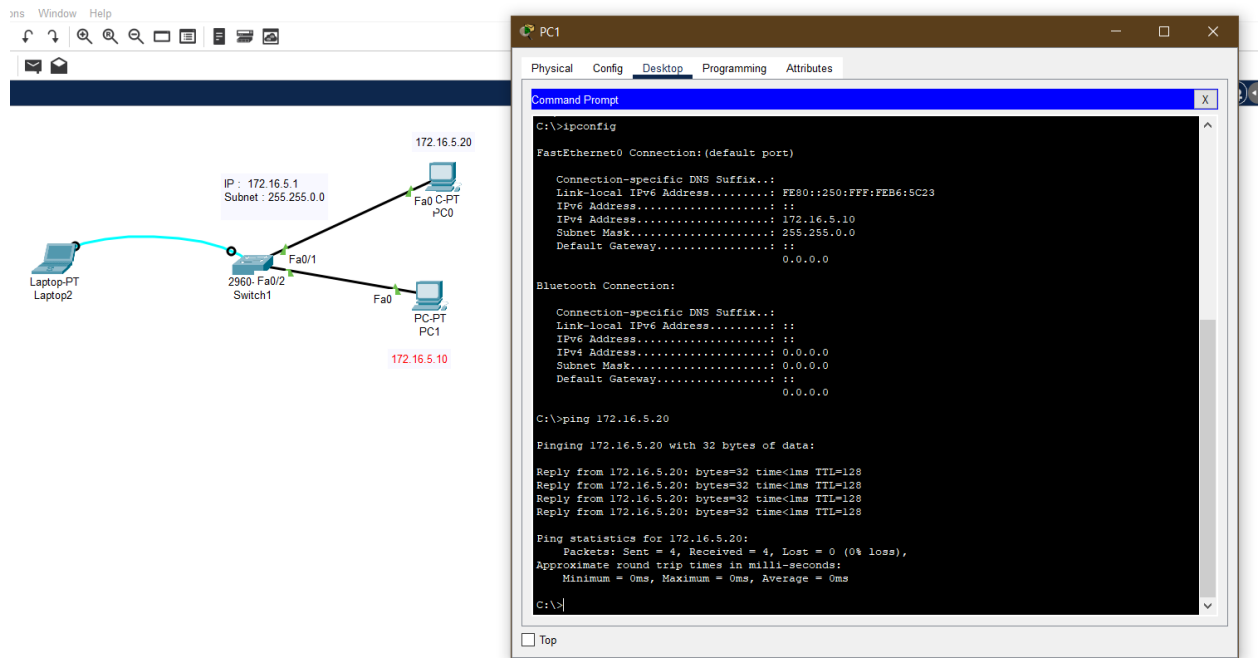 ons Window Help
PC1
Physical Config Desktop Programming Attributes
Command Prompt X
C:\>ipconfig
FastEthernet0 Connection:(default port)
Connection-specific DNS Suffix..:
Link-local IPv6 Address.........: FE80::250:FFF:FEB6:5C23
IPv6 Address....................: ::
IPv4 Address....................: 172.16.5.10
Subnet Mask.....................: 255.255.0.0
Default Gateway.................: ::
0.0.0.0
Bluetooth Connection:
Connection-specific DNS Suffix..:
Link-local IPv6 Address.........: ::
IPv6 Address....................: ::
IPv4 Address....................: 0.0.0.0
Subnet Mask.....................: 0.0.0.0
Default Gateway.................: ::
0.0.0.0
C:\>ping 172.16.5.20
Pinging 172.16.5.20 with 32 bytes of data:
Reply from 172.16.5.20: bytes=32 time<1ms TTL=128
Reply from 172.16.5.20: bytes=32 time<1ms TTL=128
Reply from 172.16.5.20: bytes=32 time<1ms TTL=128
Reply from 172.16.5.20: bytes=32 time<1ms TTL=128
Ping statistics for 172.16.5.20:
Packets: Sent = 4, Received = 4, Lost = 0 (0% loss),
Approximate round trip times in milli-seconds:
Minimum = 0ms, Maximum = 0ms, Average = 0ms
C:\>
Top
172.16.5.20
IP : 172.16.5.1
Subnet : 255.255.0.0
Fa0 C-PT
PC0
Fa0/1
Laptop-PT
Laptop2
2960- Fa0/2
Switch1
Fa0
PC-PT
PC1
172.16.5.10